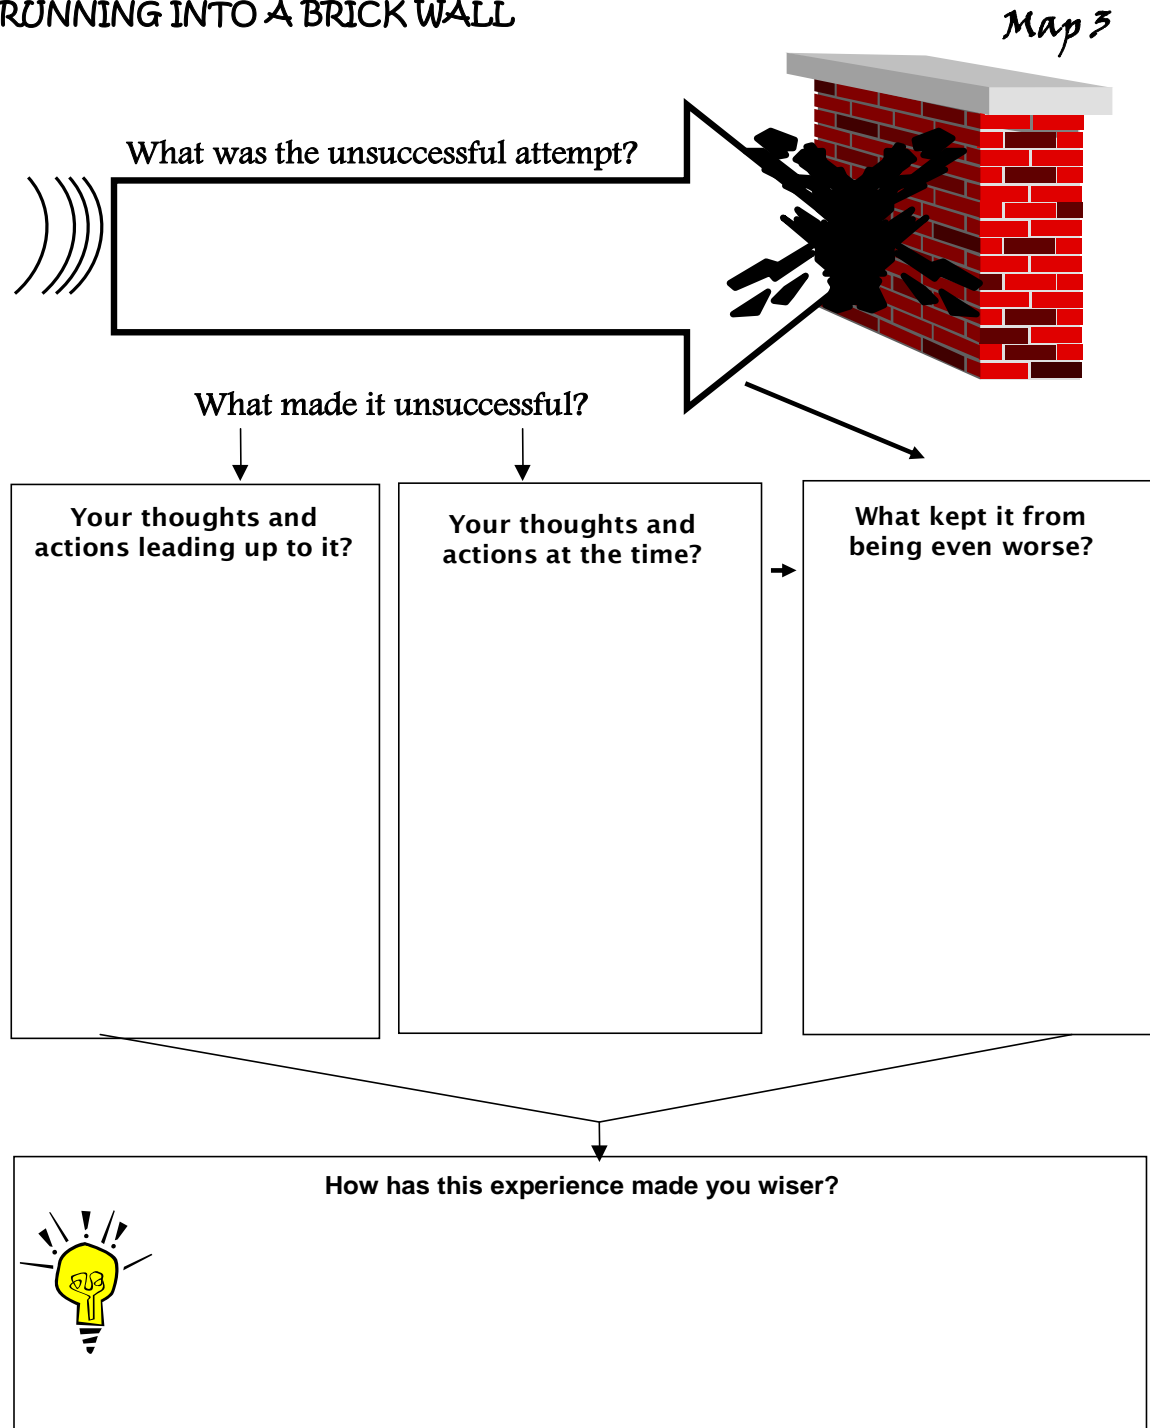 RUNNING INTO A BRICK WALL
Map 3
What was the unsuccessful attempt?
What made it unsuccessful?
Your thoughts and
actions leading up to it?
Your thoughts and
actions at the time?
What kept it from
being even worse?
How has this experience made you wiser?